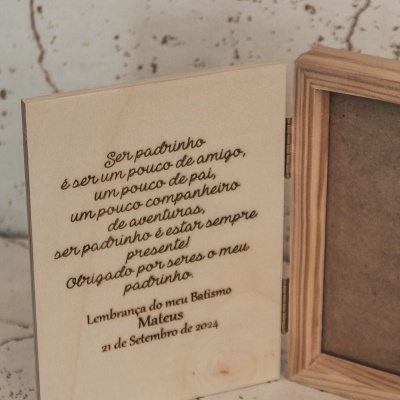 Ser padrinho
é ser um pouco de amigo,
um pouco de pai,
um pouco companheiro
de aventuras,
ser padrinho é estar sempre
presente!
Obrigado por seres o meu
padrinho.
Lembrança do meu Batismo
Mateus
21 de Setembro de 2024